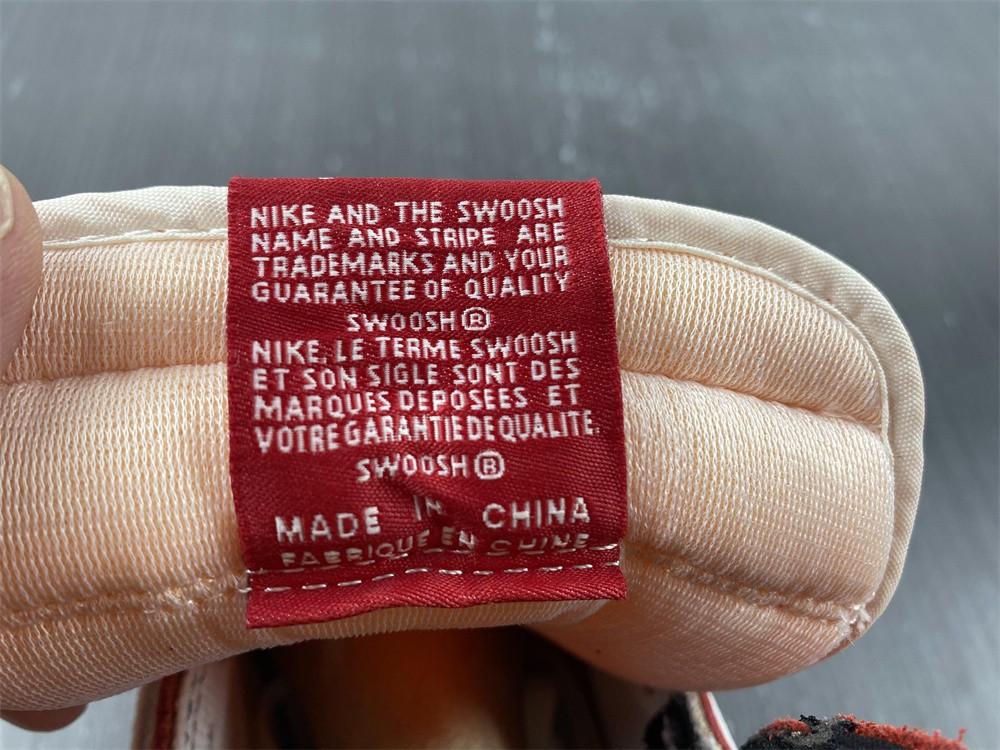 NIKE AND THE SWOOSH
NAME AND STRIPE ARE
TRADEMARKS AND YOUR
GUARANTEE OF QUALITY
SWOOSH®
NIKE, LE TERME SWOOSH
ET SON SIGLE SONT DES
MARQUES DEPOSEES ET
VOTRE GARANTIE DE QUALITE.
SWOOSH®
MADE IN CHINA
FABRIQUE EN CHINE